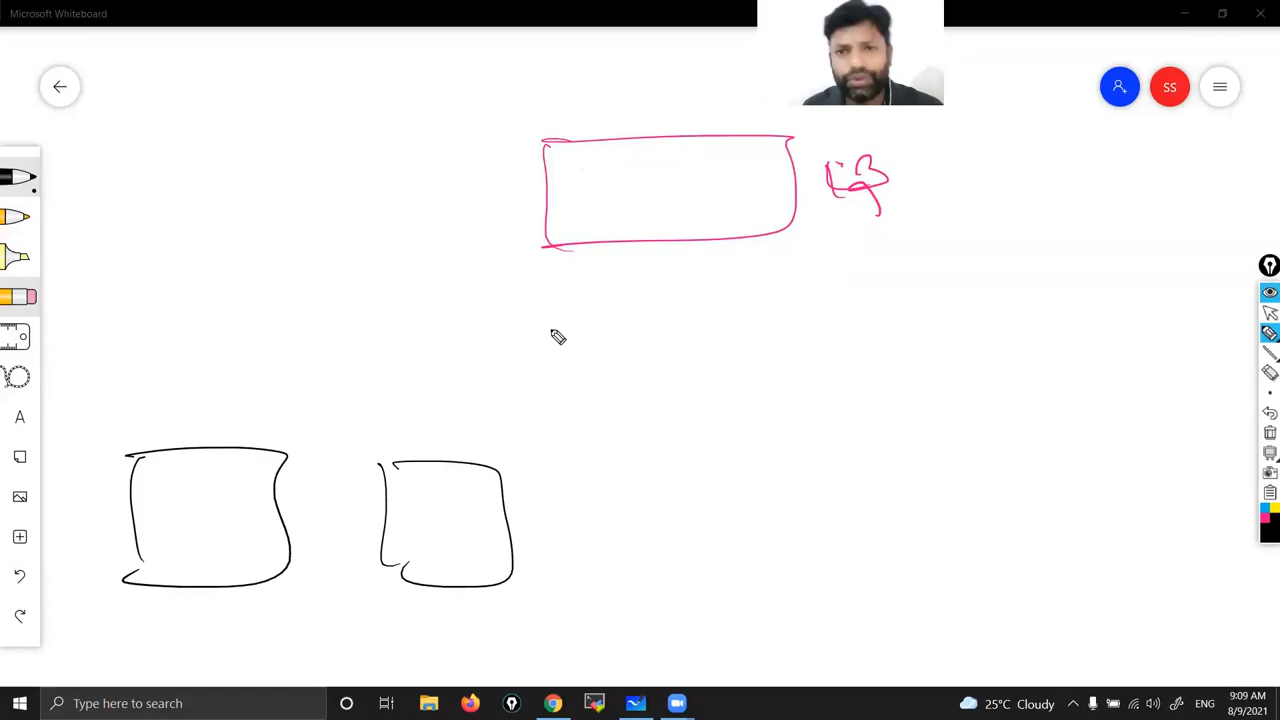 Microsoft Whiteboard
SS
A
Type here to search
25°C Cloudy
ENG
9:09 AM
8/9/2021